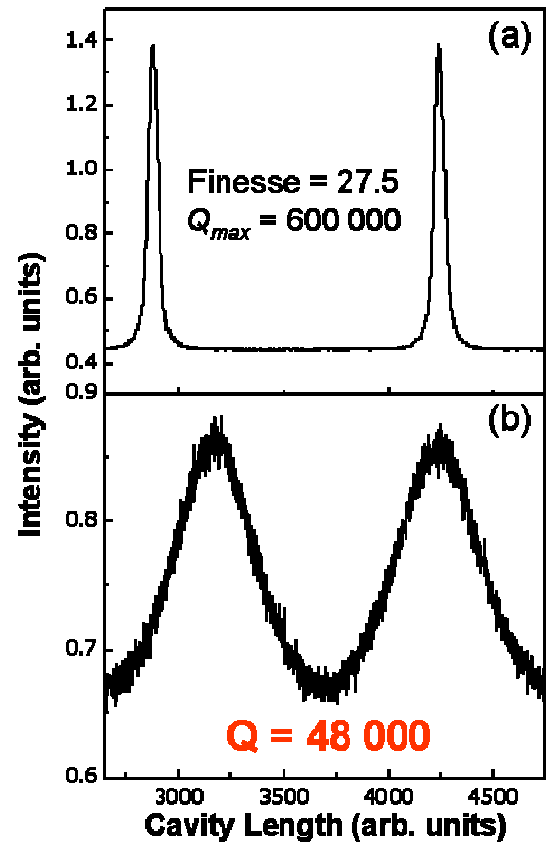 (a)
1.4
1.2
1.0
0.8
0.6
0.4
Finesse = 27.5
Qmax = 600 000
Intensity (arb. units)
(b)
0.9
0.8
0.7
0.6
Q = 48 000
3000 3500 4000 4500
Cavity Length (arb. units)